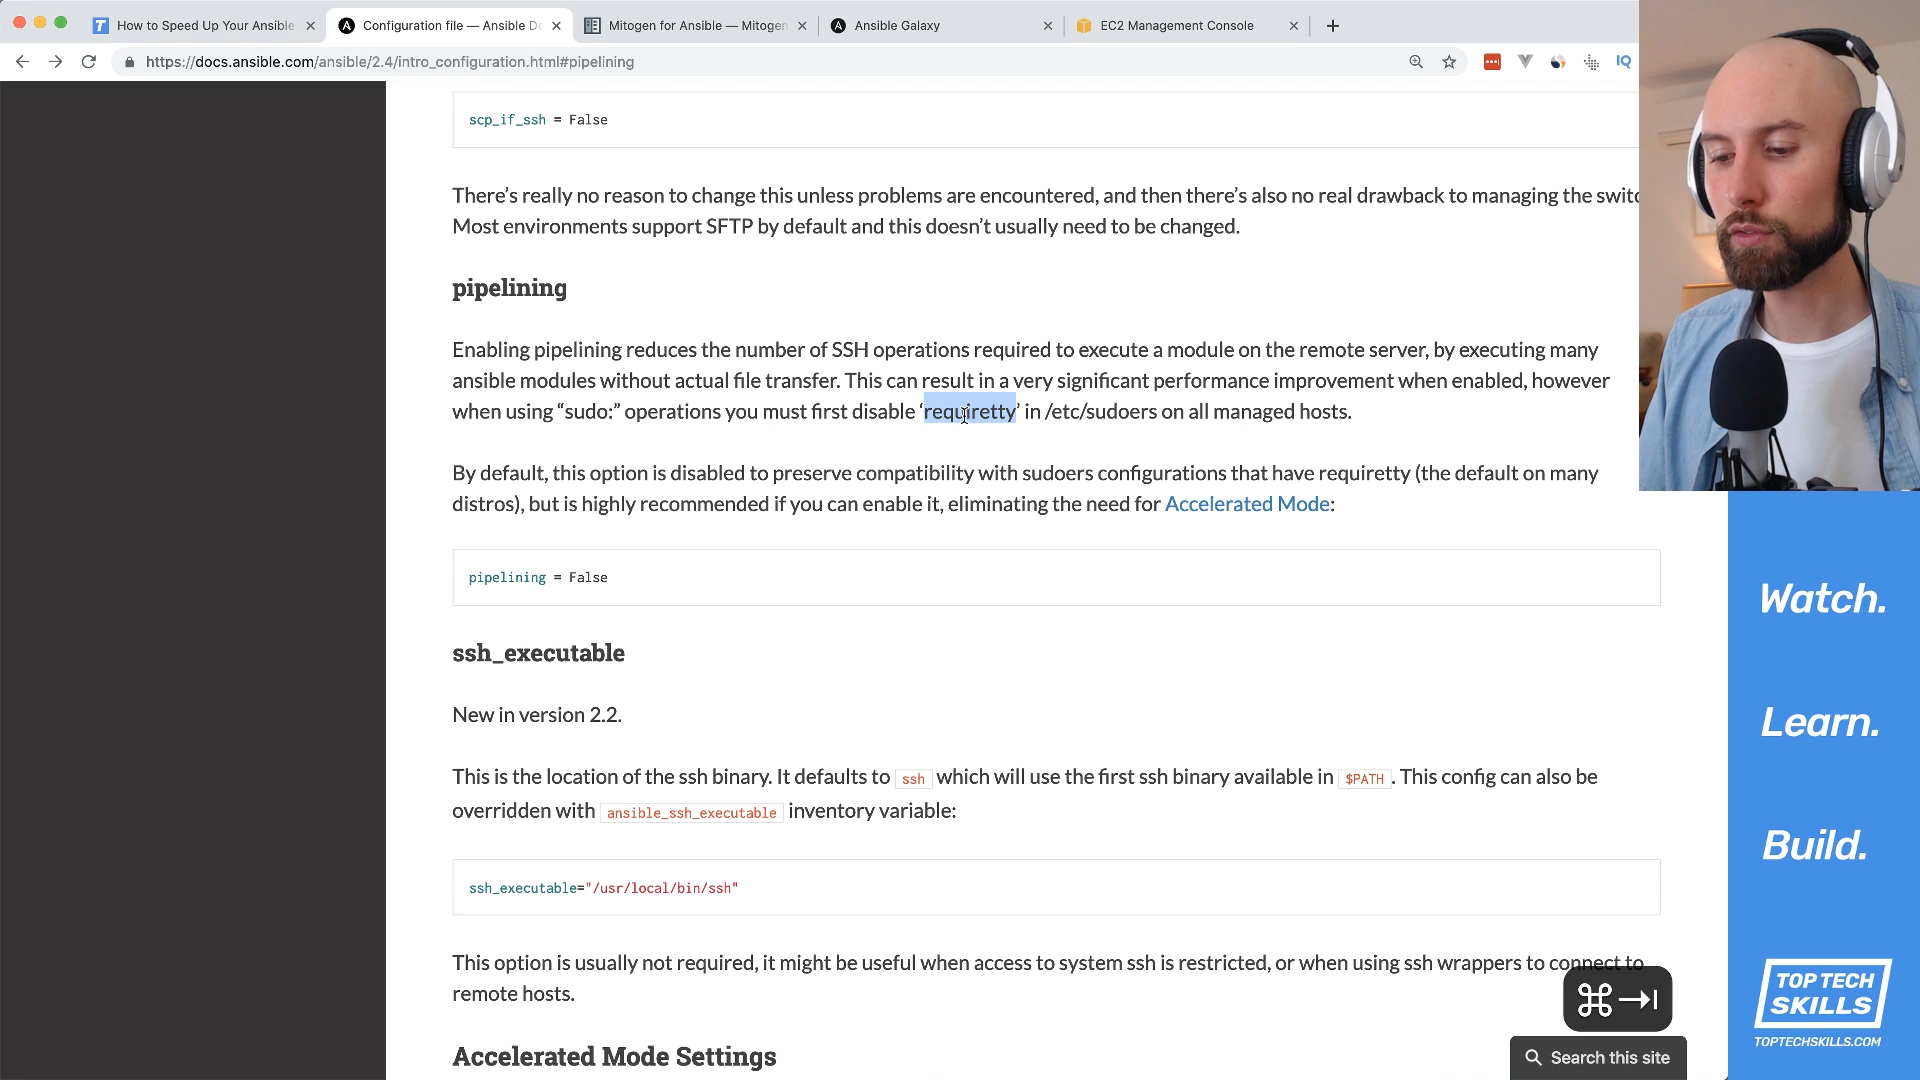 How to Speed Up Your Ansible
Configuration file — Ansible Do
Mitogen for Ansible — Mitogen
Ansible Galaxy
EC2 Management Console
https://docs.ansible.com/ansible/2.4/intro_configuration.html#pipelining
IQ
scp_if_ssh = False
There’s really no reason to change this unless problems are encountered, and then there’s also no real drawback to managing the switc
Most environments support SFTP by default and this doesn’t usually need to be changed.
pipelining
Enabling pipelining reduces the number of SSH operations required to execute a module on the remote server, by executing many
ansible modules without actual file transfer. This can result in a very significant performance improvement when enabled, however
when using “sudo:” operations you must first disable ‘requiretty’ in /etc/sudoers on all managed hosts.
By default, this option is disabled to preserve compatibility with sudoers configurations that have requiretty (the default on many
distros), but is highly recommended if you can enable it, eliminating the need for Accelerated Mode:
pipelining = False
ssh_executable
New in version 2.2.
This is the location of the ssh binary. It defaults to ssh which will use the first ssh binary available in $PATH . This config can also be
overridden with ansible_ssh_executable inventory variable:
ssh_executable="/usr/local/bin/ssh"
This option is usually not required, it might be useful when access to system ssh is restricted, or when using ssh wrappers to connect to
remote hosts.
Accelerated Mode Settings
Search this site
Watch.
Learn.
Build.
TOP TECH
SKILLS
TOPTECHSKILLS.COM